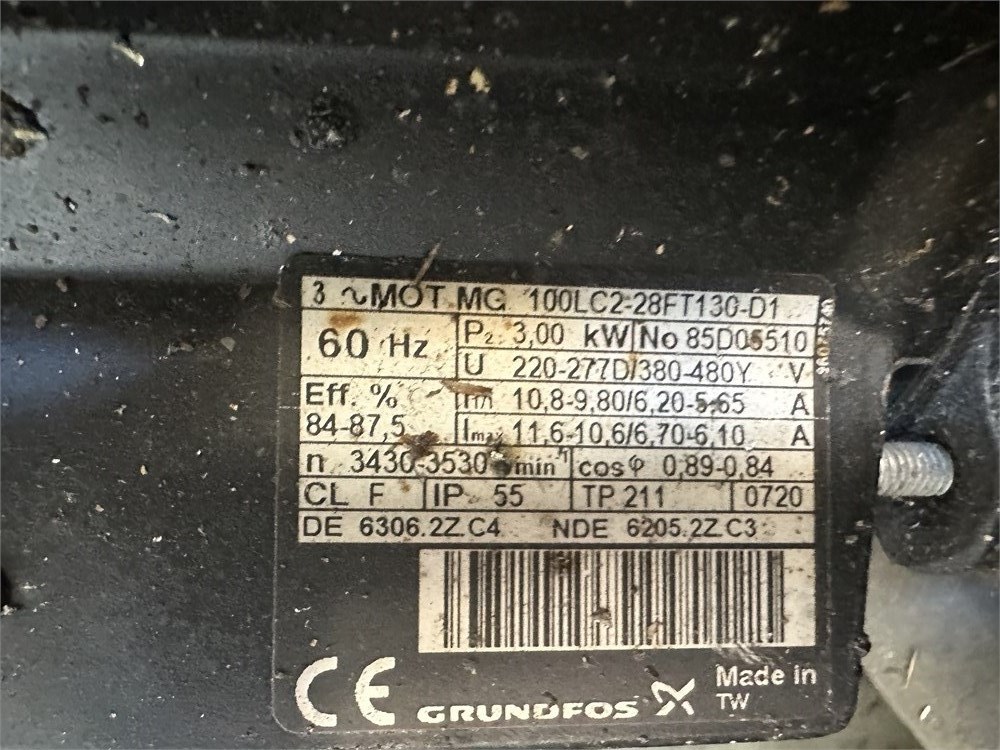 3 ~ MOT MG 100LC2-28FT130-D1
60 Hz
P2 3,00 kW No 85D05510
U 220-277D/380-480Y V
Eff. %
84-87,5
I1/1 10,8-9,80/6,20-5,65 A
Imax 11,6-10,6/6,70-6,10 A
n 3430-3530 min-1 cos φ 0,89-0,84
CL F IP 55 TP 211 0720
DE 6306.2Z.C4 NDE 6205.2Z.C3
CE
GRUNDFOS
Made in
TW